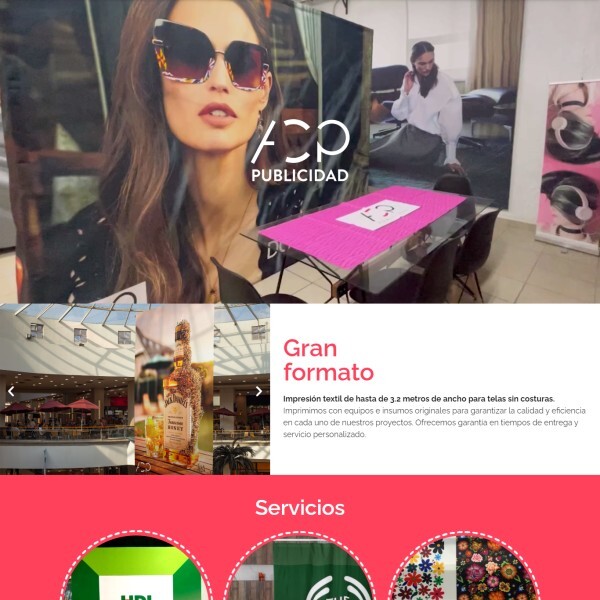 ACP
PUBLICIDAD
Gran
formato
Impresión textil de hasta de 3.2 metros de ancho para telas sin costuras.
Imprimimos con equipos e insumos originales para garantizar la calidad y eficiencia
en cada uno de nuestros proyectos. Ofrecemos garantía en tiempos de entrega y
servicio personalizado.
Servicios